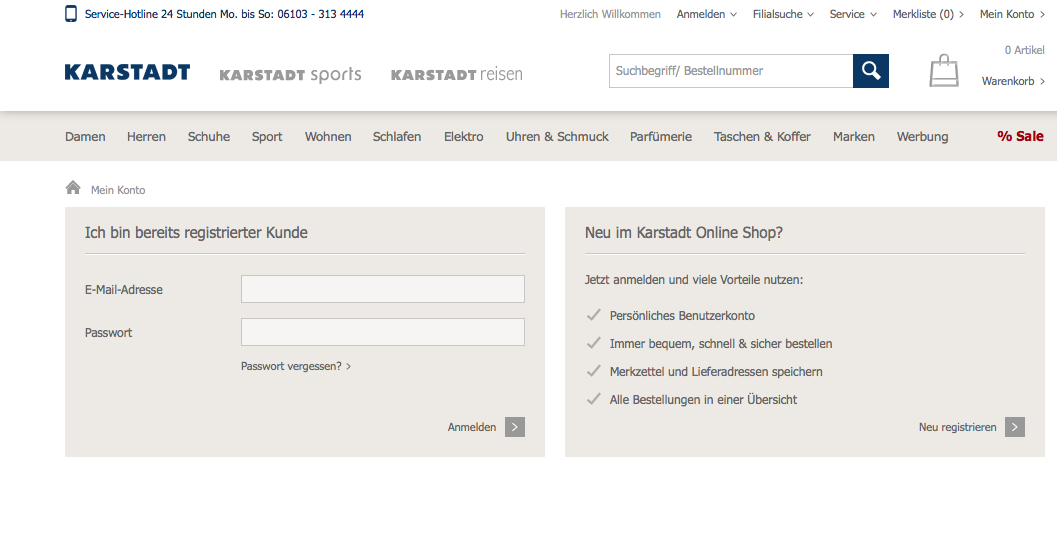 Service-Hotline 24 Stunden Mo. bis So: 06103 - 313 4444
Herzlich Willkommen Anmelden Filialsuche Service Merkliste (0) Mein Konto
KARSTADT KARSTADT sports KARSTADT reisen
Suchbegriff/ Bestellnummer
0 Artikel
Warenkorb
Damen Herren Schuhe Sport Wohnen Schlafen Elektro Uhren & Schmuck Parfümerie Taschen & Koffer Marken Werbung % Sale
Mein Konto
Ich bin bereits registrierter Kunde
E-Mail-Adresse
Passwort
Passwort vergessen?
Anmelden
Neu im Karstadt Online Shop?
Jetzt anmelden und viele Vorteile nutzen:
Persönliches Benutzerkonto
Immer bequem, schnell & sicher bestellen
Merkzettel und Lieferadressen speichern
Alle Bestellungen in einer Übersicht
Neu registrieren